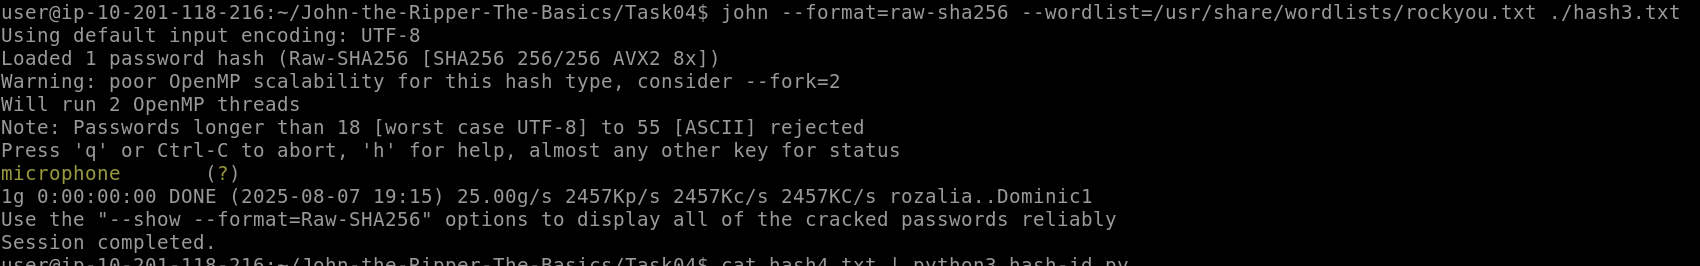 user@ip-10-201-118-216:~/John-the-Ripper-The-Basics/Task04$ john --format=raw-sha256 --wordlist=/usr/share/wordlists/rockyou.txt ./hash3.txt
Using default input encoding: UTF-8
Loaded 1 password hash (Raw-SHA256 [SHA256 256/256 AVX2 8x])
Warning: poor OpenMP scalability for this hash type, consider --fork=2
Will run 2 OpenMP threads
Note: Passwords longer than 18 [worst case UTF-8] to 55 [ASCII] rejected
Press 'q' or Ctrl-C to abort, 'h' for help, almost any other key for status
microphone       (?)
1g 0:00:00:00 DONE (2025-08-07 19:15) 25.00g/s 2457Kp/s 2457Kc/s 2457KC/s rozalia..Dominic1
Use the "--show --format=Raw-SHA256" options to display all of the cracked passwords reliably
Session completed.
user@ip-10-201-118-216:~/John-the-Ripper-The-Basics/Task04$ cat hash4.txt | python3 hash-id.py